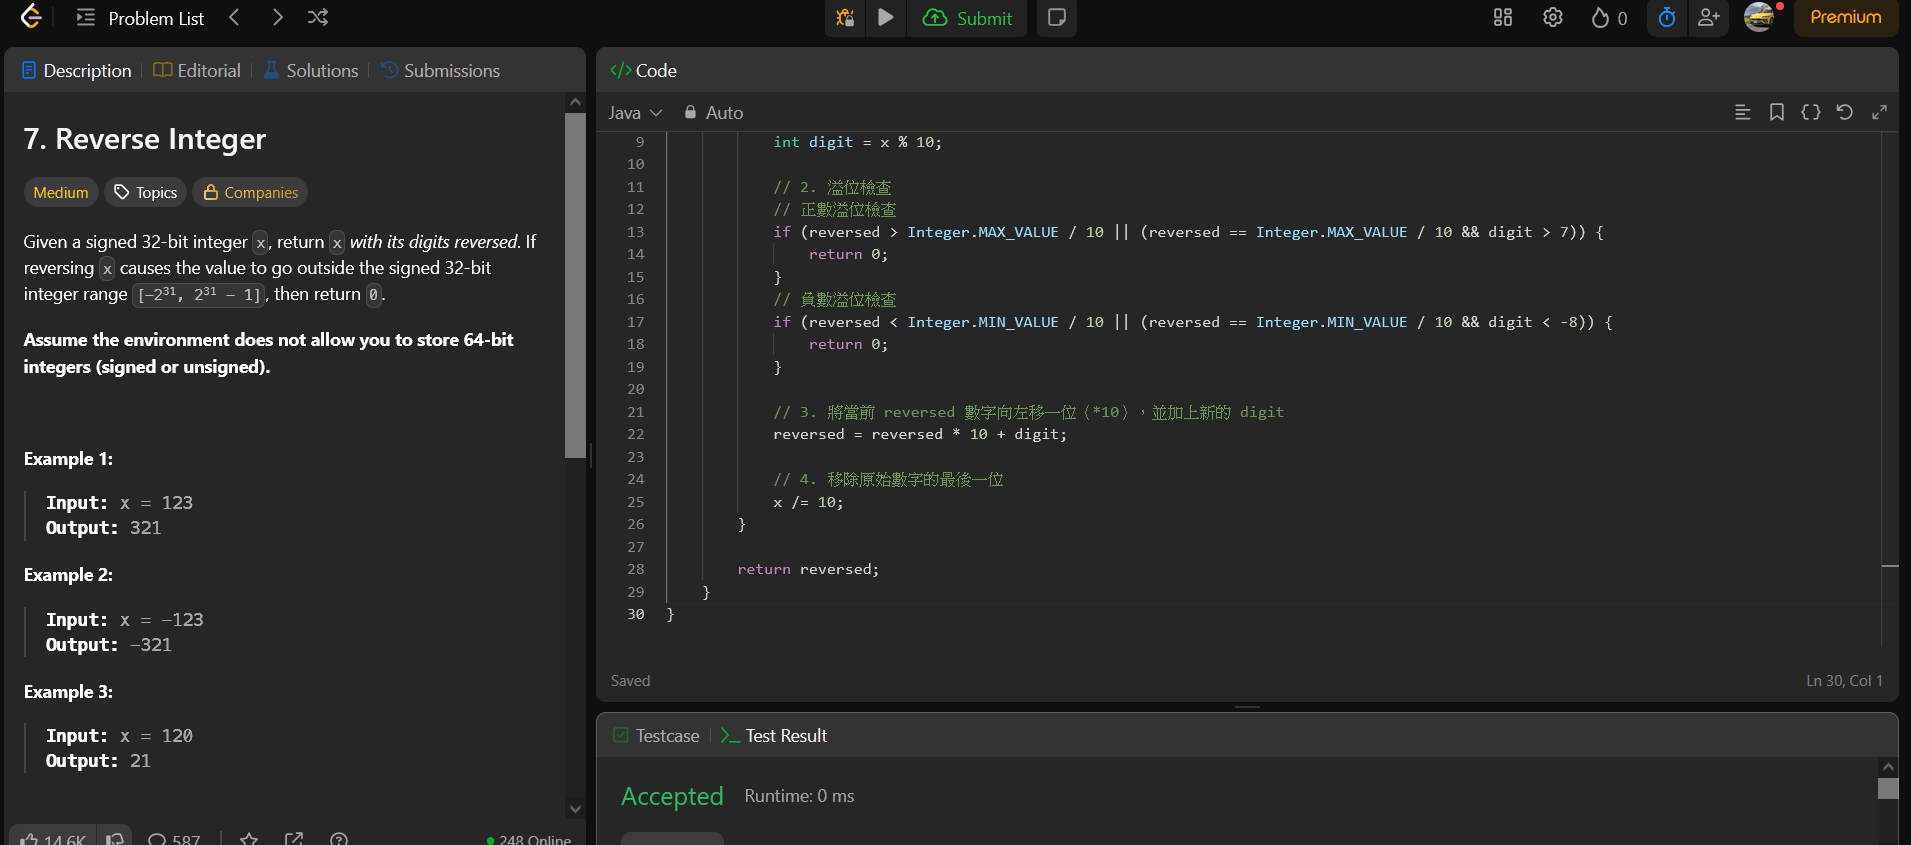 Problem List
Submit
0
Premium
Description
Editorial
Solutions
Submissions
7. Reverse Integer
Medium
Topics
Companies
Given a signed 32-bit integer x, return x with its digits reversed. If
reversing x causes the value to go outside the signed 32-bit
integer range [−2³¹, 2³¹ − 1], then return 0.
Assume the environment does not allow you to store 64-bit
integers (signed or unsigned).
Example 1:
Input: x = 123
Output: 321
Example 2:
Input: x = −123
Output: −321
Example 3:
Input: x = 120
Output: 21
14.6K
587
248 Online
</> Code
Java
Auto
9 int digit = x % 10;
10
11 // 2. 溢位檢查
12 // 正數溢位檢查
13 if (reversed > Integer.MAX_VALUE / 10 || (reversed == Integer.MAX_VALUE / 10 && digit > 7)) {
14 return 0;
15 }
16 // 負數溢位檢查
17 if (reversed < Integer.MIN_VALUE / 10 || (reversed == Integer.MIN_VALUE / 10 && digit < -8)) {
18 return 0;
19 }
20
21 // 3. 將當前 reversed 數字向左移一位（*10），並加上新的 digit
22 reversed = reversed * 10 + digit;
23
24 // 4. 移除原始數字的最後一位
25 x /= 10;
26 }
27
28 return reversed;
29 }
30 }
Saved
Ln 30, Col 1
Testcase
Test Result
Accepted
Runtime: 0 ms